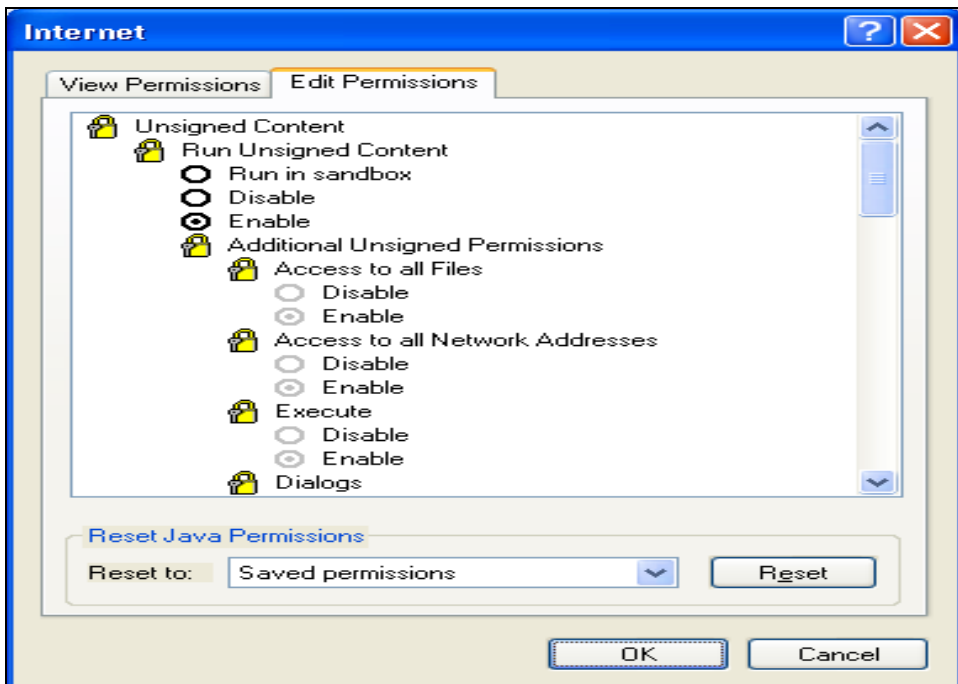 Internet
View Permissions
Edit Permissions
Unsigned Content
Run Unsigned Content
Run in sandbox
Disable
Enable
Additional Unsigned Permissions
Access to all Files
Disable
Enable
Access to all Network Addresses
Disable
Enable
Execute
Disable
Enable
Dialogs
Reset Java Permissions
Reset to: Saved permissions Reset
OK Cancel